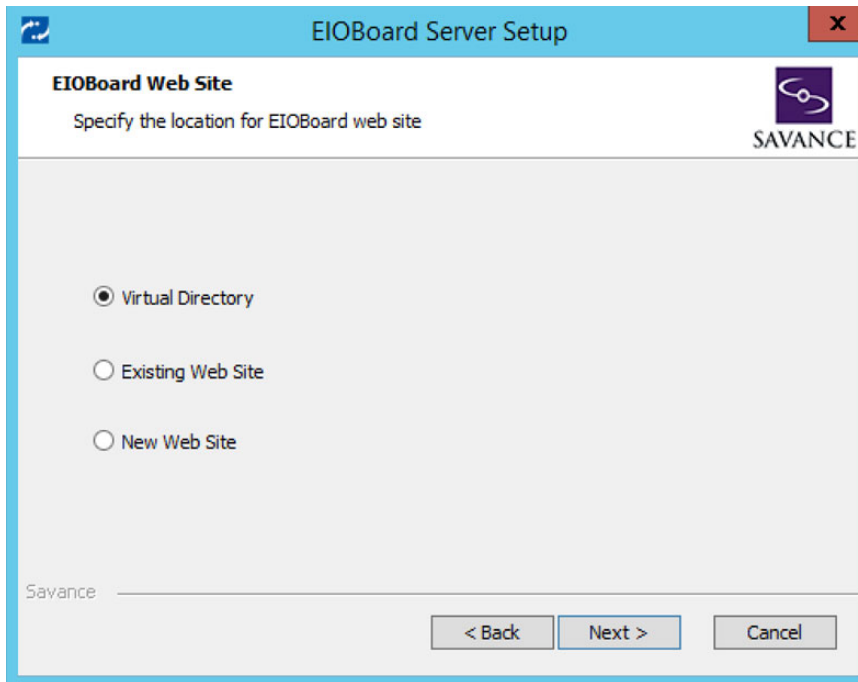 EIOBoard Server Setup
x
EIOBoard Web Site
Specify the location for EIOBoard web site
SAVANCE
Virtual Directory
Existing Web Site
New Web Site
Savance
< Back
Next >
Cancel